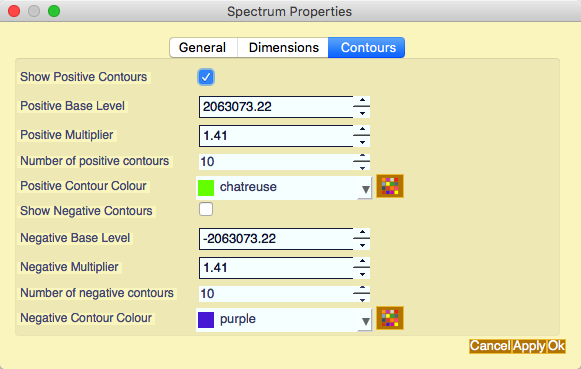 Spectrum Properties
General Dimensions Contours
Show Positive Contours
Positive Base Level 2063073.22
Positive Multiplier 1.41
Number of positive contours 10
Positive Contour Colour chatreuse
Show Negative Contours
Negative Base Level -2063073.22
Negative Multiplier 1.41
Number of negative contours 10
Negative Contour Colour purple
Cancel Apply Ok